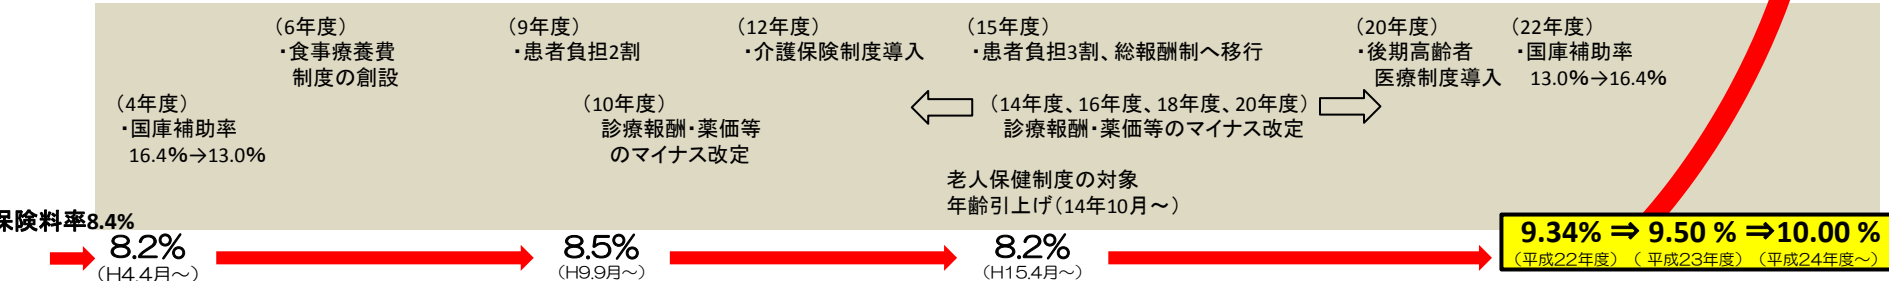 (6年度)
・食事療養費
制度の創設
(9年度)
・患者負担2割
(12年度)
・介護保険制度導入
(15年度)
・患者負担3割、総報酬制へ移行
(20年度)
・後期高齢者
医療制度導入
(22年度)
・国庫補助率
13.0%→16.4%
(4年度)
・国庫補助率
16.4%→13.0%
(10年度)
診療報酬・薬価等
のマイナス改定
(14年度、16年度、18年度、20年度)
診療報酬・薬価等のマイナス改定
老人保健制度の対象
年齢引上げ(14年10月〜)
保険料率8.4%
8.2%
(H4.4月〜)
8.5%
(H9.9月〜)
8.2%
(H15.4月〜)
9.34% ⇒ 9.50 % ⇒10.00 %
(平成22年度) ( 平成23年度) (平成24年度〜)